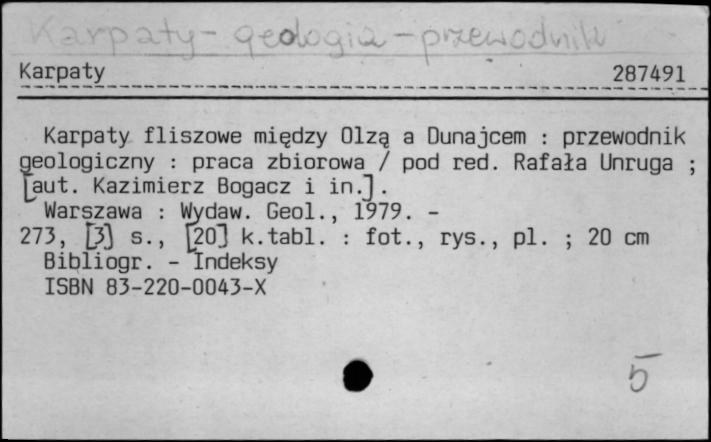 Karpaty - geologia - przewodnik
Karpaty 287491
Karpaty fliszowe między Olzą a Dunajcem : przewodnik
geologiczny : praca zbiorowa / pod red. Rafała Unruga ;
[aut. Kazimierz Bogacz i in.].
Warszawa : Wydaw. Geol., 1979. -
273, [3] s., [20] k.tabl. : fot., rys., pl. ; 20 cm
Bibliogr. - Indeksy
ISBN 83-220-0043-X
5